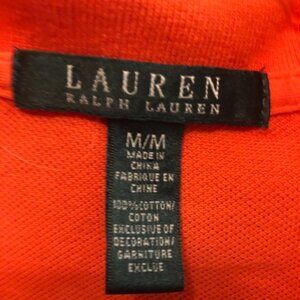 LAUREN
RALPH LAUREN
M/M
MADE IN
CHINA
FABRIQUE EN
CHINE
100%COTTON/
COTON
EXCLUSIVE OF
DECORATION/
GARNITURE
EXCLUE